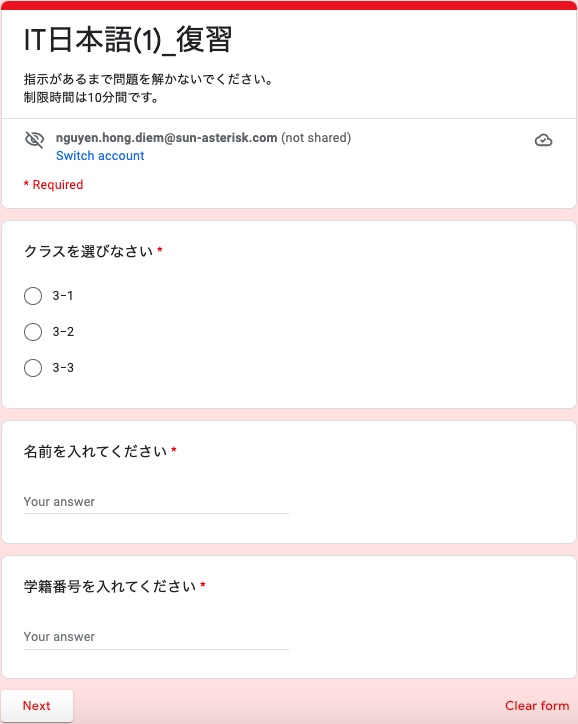 IT日本語(1)_復習
指示があるまで問題を解かないでください。
制限時間は10分間です。
nguyen.hong.diem@sun-asterisk.com (not shared)
Switch account
* Required
クラスを選びなさい *
3−1
3−2
3−3
名前を入れてください *
Your answer
学籍番号を入れてください *
Your answer
Next
Clear form